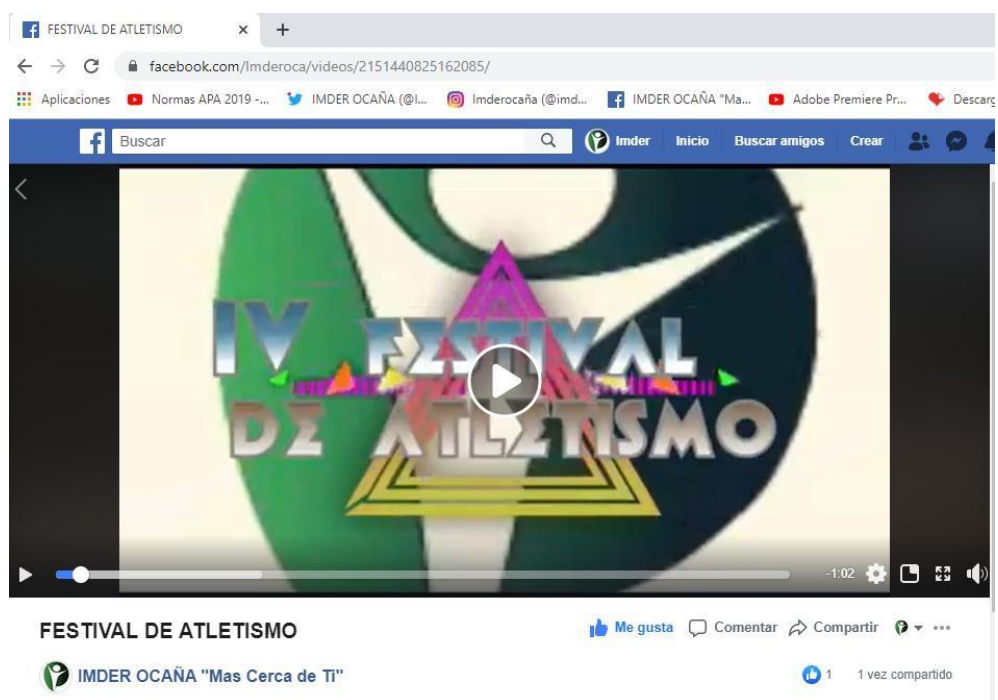 FESTIVAL DE ATLETISMO
facebook.com/Imderoca/videos/2151440825162085/
Aplicaciones Normas APA 2019 -... IMDER OCAÑA (@I... Imderocaña (@imd... IMDER OCAÑA "Ma... Adobe Premiere Pr... Descarg
Buscar Imder Inicio Buscar amigos Crear
IV FESTIVAL
DE ATLETISMO
-1:02
FESTIVAL DE ATLETISMO Me gusta Comentar Compartir
IMDER OCAÑA "Mas Cerca de Ti" 1 1 vez compartido